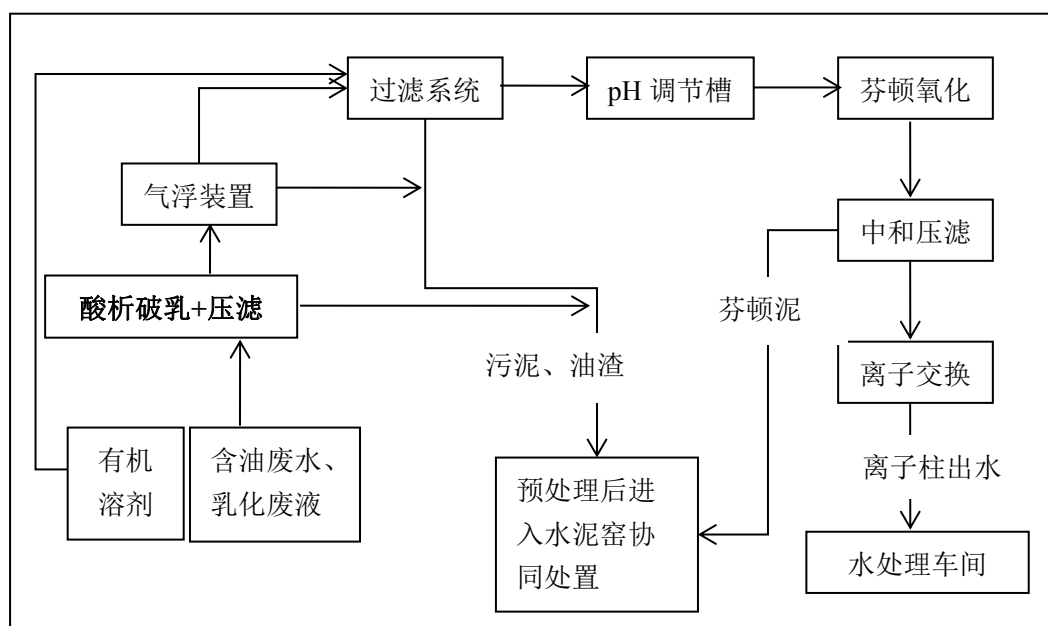 过滤系统
pH 调节槽
芬顿氧化
气浮装置
中和压滤
酸析破乳+压滤
芬顿泥
污泥、油渣
离子交换
有机
溶剂
含油废水、
乳化废液
离子柱出水
预处理后进
入水泥窑协
同处置
水处理车间